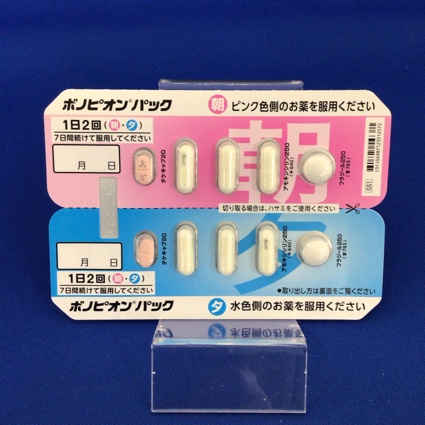 ボノピオン®パック
朝 ピンク色側のお薬を服用ください
1日2回(朝・夕)
7日間続けて服用してください
月 日
朝
タケキャブ20
アモキシシリン250
フラジール250
(塩763)
切り取る場合は、ハサミをご使用ください
夕
月 日
タケキャブ20
アモキシシリン250
フラジール250
(塩763)
1日2回(朝・夕)
7日間続けて服用してください
●取り出し方は裏面をご覧ください
ボノピオン®パック
夕 水色側のお薬を服用ください